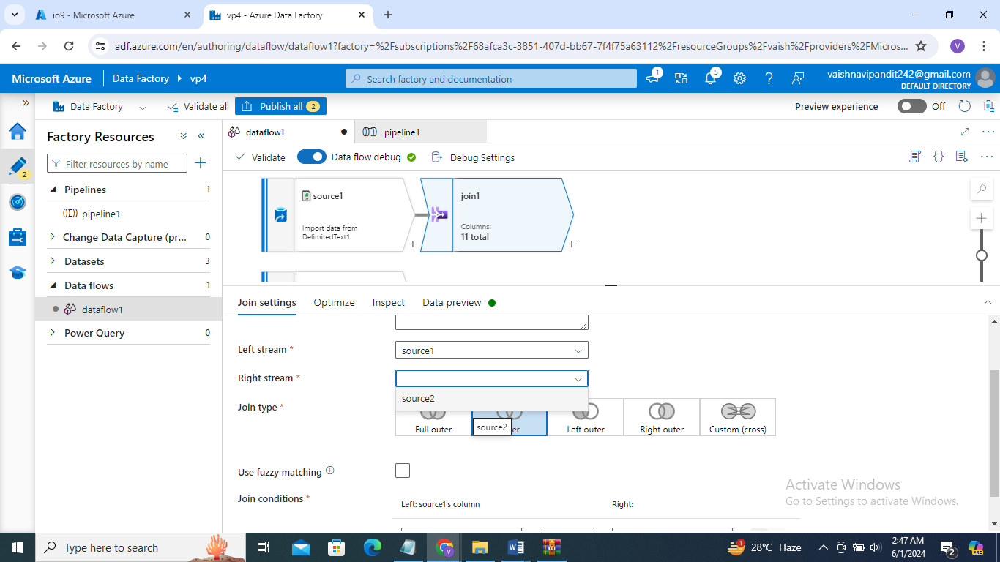 io9 - Microsoft Azure
vp4 - Azure Data Factory
adf.azure.com/en/authoring/dataflow/dataflow1?factory=%2Fsubscriptions%2F68afca3c-3851-407d-bb67-7f4f75a63112%2FresourceGroups%2Fvaish%2Fproviders%2FMicros...
V
Microsoft Azure
Data Factory
vp4
Search factory and documentation
1
5
vaishnavipandit242@gmail.com
DEFAULT DIRECTORY
Data Factory
Validate all
Publish all 2
Preview experience
Off
2
Factory Resources
Filter resources by name
Pipelines 1
pipeline1
Change Data Capture (pr... 0
Datasets 3
Data flows 1
dataflow1
Power Query 0
dataflow1
pipeline1
Validate
Data flow debug
Debug Settings
source1
Import data from
DelimitedText1
join1
Columns:
11 total
Join settings
Optimize
Inspect
Data preview
Left stream *
source1
Right stream *
source2
Join type *
Full outer
er
source2
Left outer
Right outer
Custom (cross)
Use fuzzy matching
Join conditions *
Left: source1's column
Right:
Activate Windows
Go to Settings to activate Windows.
Type here to search
V
1
28°C Haze
2:47 AM
6/1/2024
2
PRE